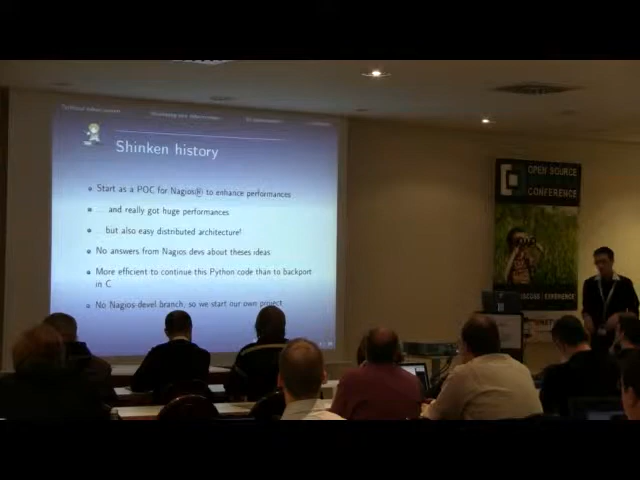 Shinken history
Start as a POC for Nagios® to enhance performances
... and really got huge performances
... but also easy distributed architecture!
No answers from Nagios devs about theses ideas
More efficient to continue this Python code than to backport
in C
No Nagios-devel branch, so we start our own project
OPEN SOURCE
CONFERENCE